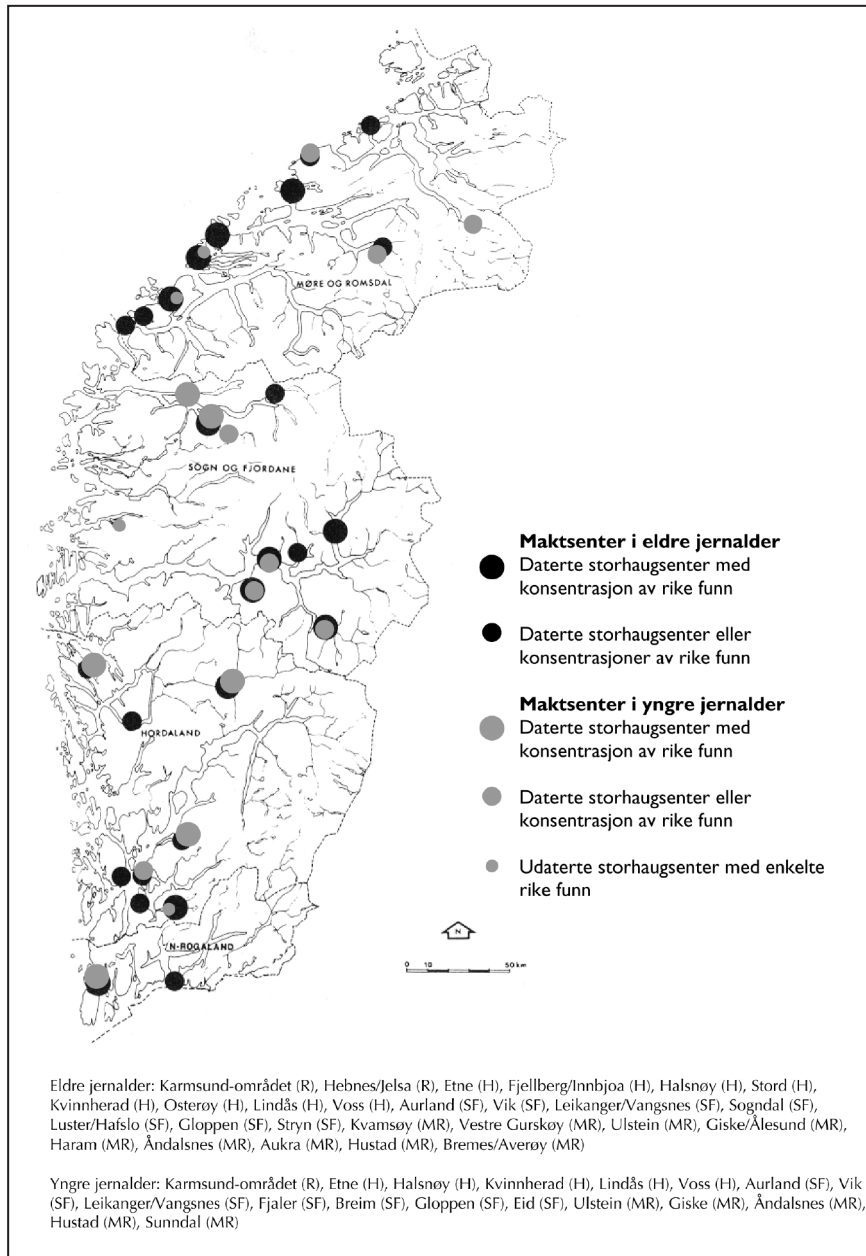 MØRE OG ROMSDAL
SOGN OG FJORDANE
HORDALAND
N-ROGALAND
Maktsenter i eldre jernalder
Daterte storhaugsenter med
konsentrasjon av rike funn
Daterte storhaugsenter eller
konsentrasjoner av rike funn
Maktsenter i yngre jernalder
Daterte storhaugsenter med
konsentrasjon av rike funn
Daterte storhaugsenter eller
konsentrasjon av rike funn
Udaterte storhaugsenter med enkelte
rike funn
N
0 10 50 km
Eldre jernalder: Karmsund-området (R), Hebnes/Jelsa (R), Etne (H), Fjellberg/Innbjoa (H), Halsnøy (H), Stord (H),
Kvinnherad (H), Osterøy (H), Lindås (H), Voss (H), Aurland (SF), Vik (SF), Leikanger/Vangsnes (SF), Sogndal (SF),
Luster/Hafslo (SF), Gloppen (SF), Stryn (SF), Kvamsøy (MR), Vestre Gurskøy (MR), Ulstein (MR), Giske/Ålesund (MR),
Haram (MR), Åndalsnes (MR), Aukra (MR), Hustad (MR), Bremes/Averøy (MR)
Yngre jernalder: Karmsund-området (R), Etne (H), Halsnøy (H), Kvinnherad (H), Lindås (H), Voss (H), Aurland (SF), Vik
(SF), Leikanger/Vangsnes (SF), Fjaler (SF), Breim (SF), Gloppen (SF), Eid (SF), Ulstein (MR), Giske (MR), Åndalsnes (MR),
Hustad (MR), Sunndal (MR)